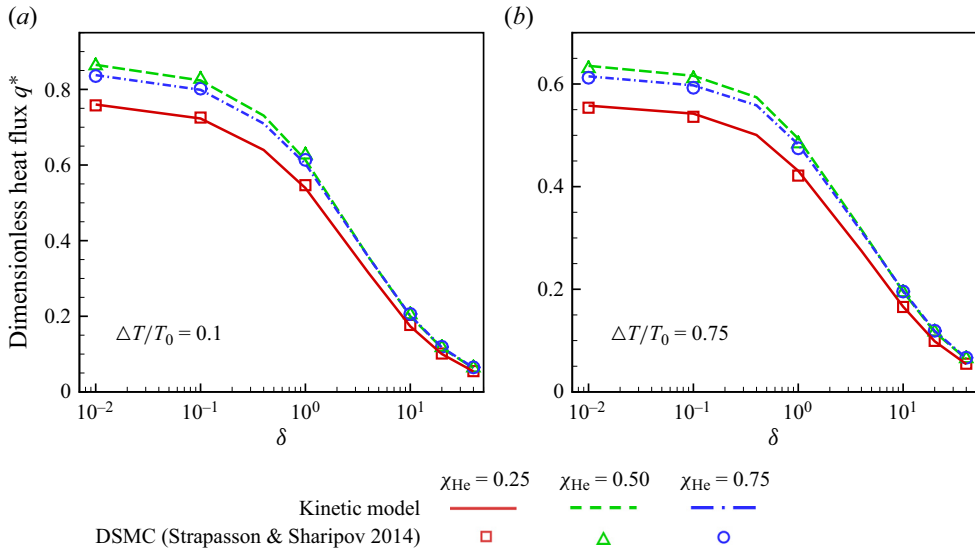 (a)
(b)
Dimensionless heat flux q*
0.8
0.6
0.4
0.2
0
△T/T₀ = 0.1
10⁻² 10⁻¹ 10⁰ 10¹
δ
0.6
0.4
0.2
0
△T/T₀ = 0.75
10⁻² 10⁻¹ 10⁰ 10¹
δ
χHe = 0.25 χHe = 0.50 χHe = 0.75
Kinetic model
DSMC (Strapasson & Sharipov 2014)